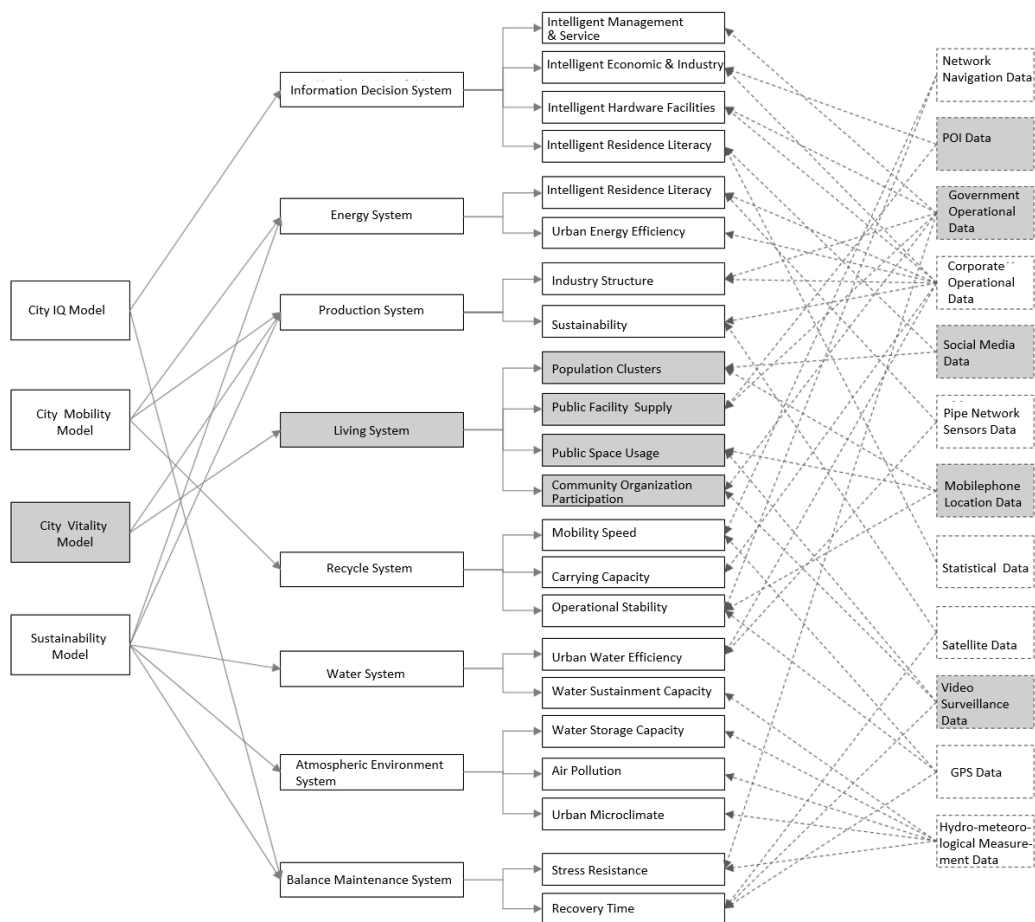 City IQ Model
City Mobility
Model
City Vitality
Model
Sustainability
Model
Information Decision System
Energy System
Production System
Living System
Recycle System
Water System
Atmospheric Environment
System
Balance Maintenance System
Intelligent Management
& Service
Intelligent Economic & Industry
Intelligent Hardware Facilities
Intelligent Residence Literacy
Intelligent Residence Literacy
Urban Energy Efficiency
Industry Structure
Sustainability
Population Clusters
Public Facility Supply
Public Space Usage
Community Organization
Participation
Mobility Speed
Carrying Capacity
Operational Stability
Urban Water Efficiency
Water Sustainment Capacity
Water Storage Capacity
Air Pollution
Urban Microclimate
Stress Resistance
Recovery Time
Network
Navigation Data
POI Data
Government
Operational
Data
Corporate
Operational
Data
Social Media
Data
Pipe Network
Sensors Data
Mobilephone
Location Data
Statistical Data
Satellite Data
Video
Surveillance
Data
GPS Data
Hydro-meteoro-
logical Measure-
ment Data